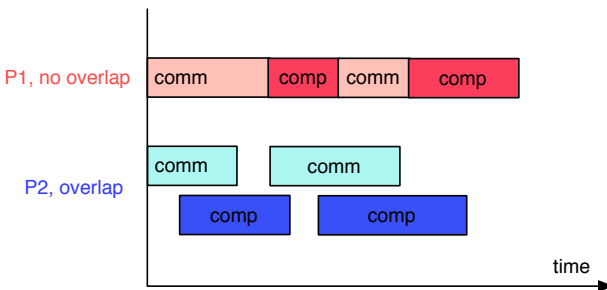 P1, no overlap comm comp comm comp
comm comm
P2, overlap
comp comp
time